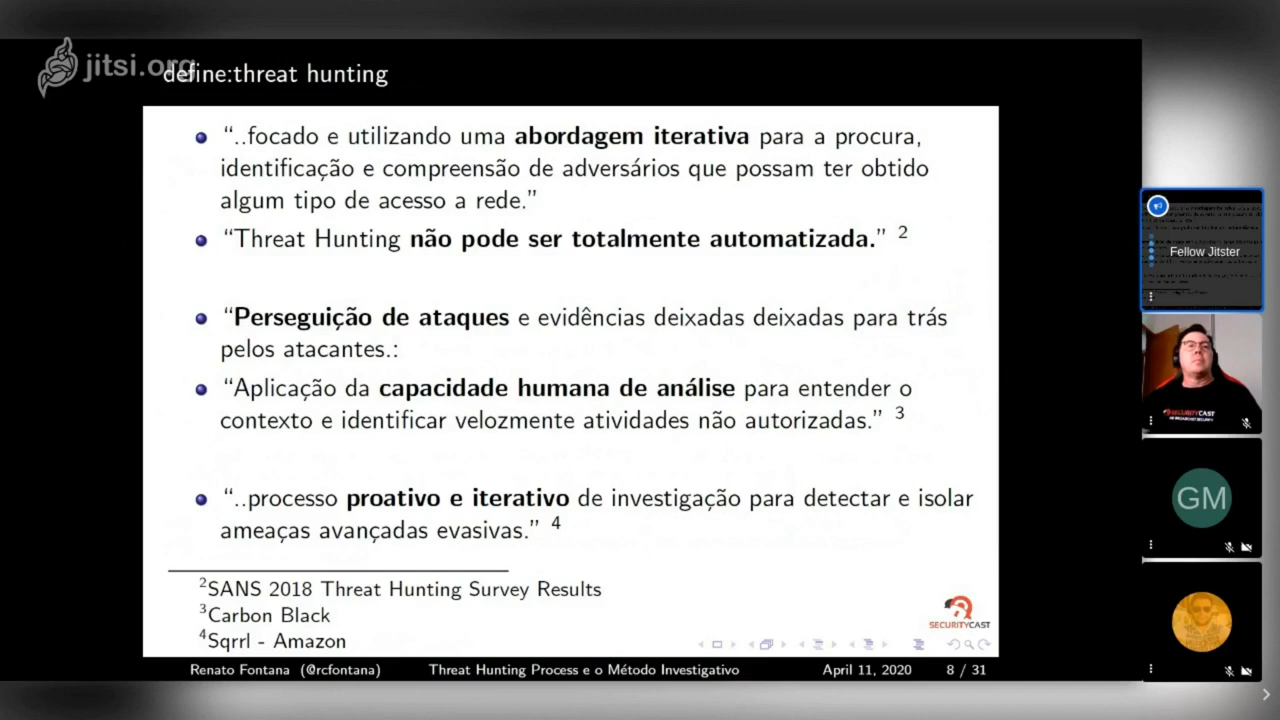 jitsi.org
define:threat hunting
“..focado e utilizando uma abordagem iterativa para a procura,
identificação e compreensão de adversários que possam ter obtido
algum tipo de acesso a rede.”
“Threat Hunting não pode ser totalmente automatizada.” 2
“Perseguição de ataques e evidências deixadas deixadas para trás
pelos atacantes.:
“Aplicação da capacidade humana de análise para entender o
contexto e identificar velozmente atividades não autorizadas.” 3
“..processo proativo e iterativo de investigação para detectar e isolar
ameaças avançadas evasivas.” 4
2SANS 2018 Threat Hunting Survey Results
3Carbon Black
4Sqrrl - Amazon
SECURITYCAST
Renato Fontana (@rcfontana) Threat Hunting Process e o Método Investigativo April 11, 2020 8 / 31
Fellow Jitster
SECURITYCAST
GM